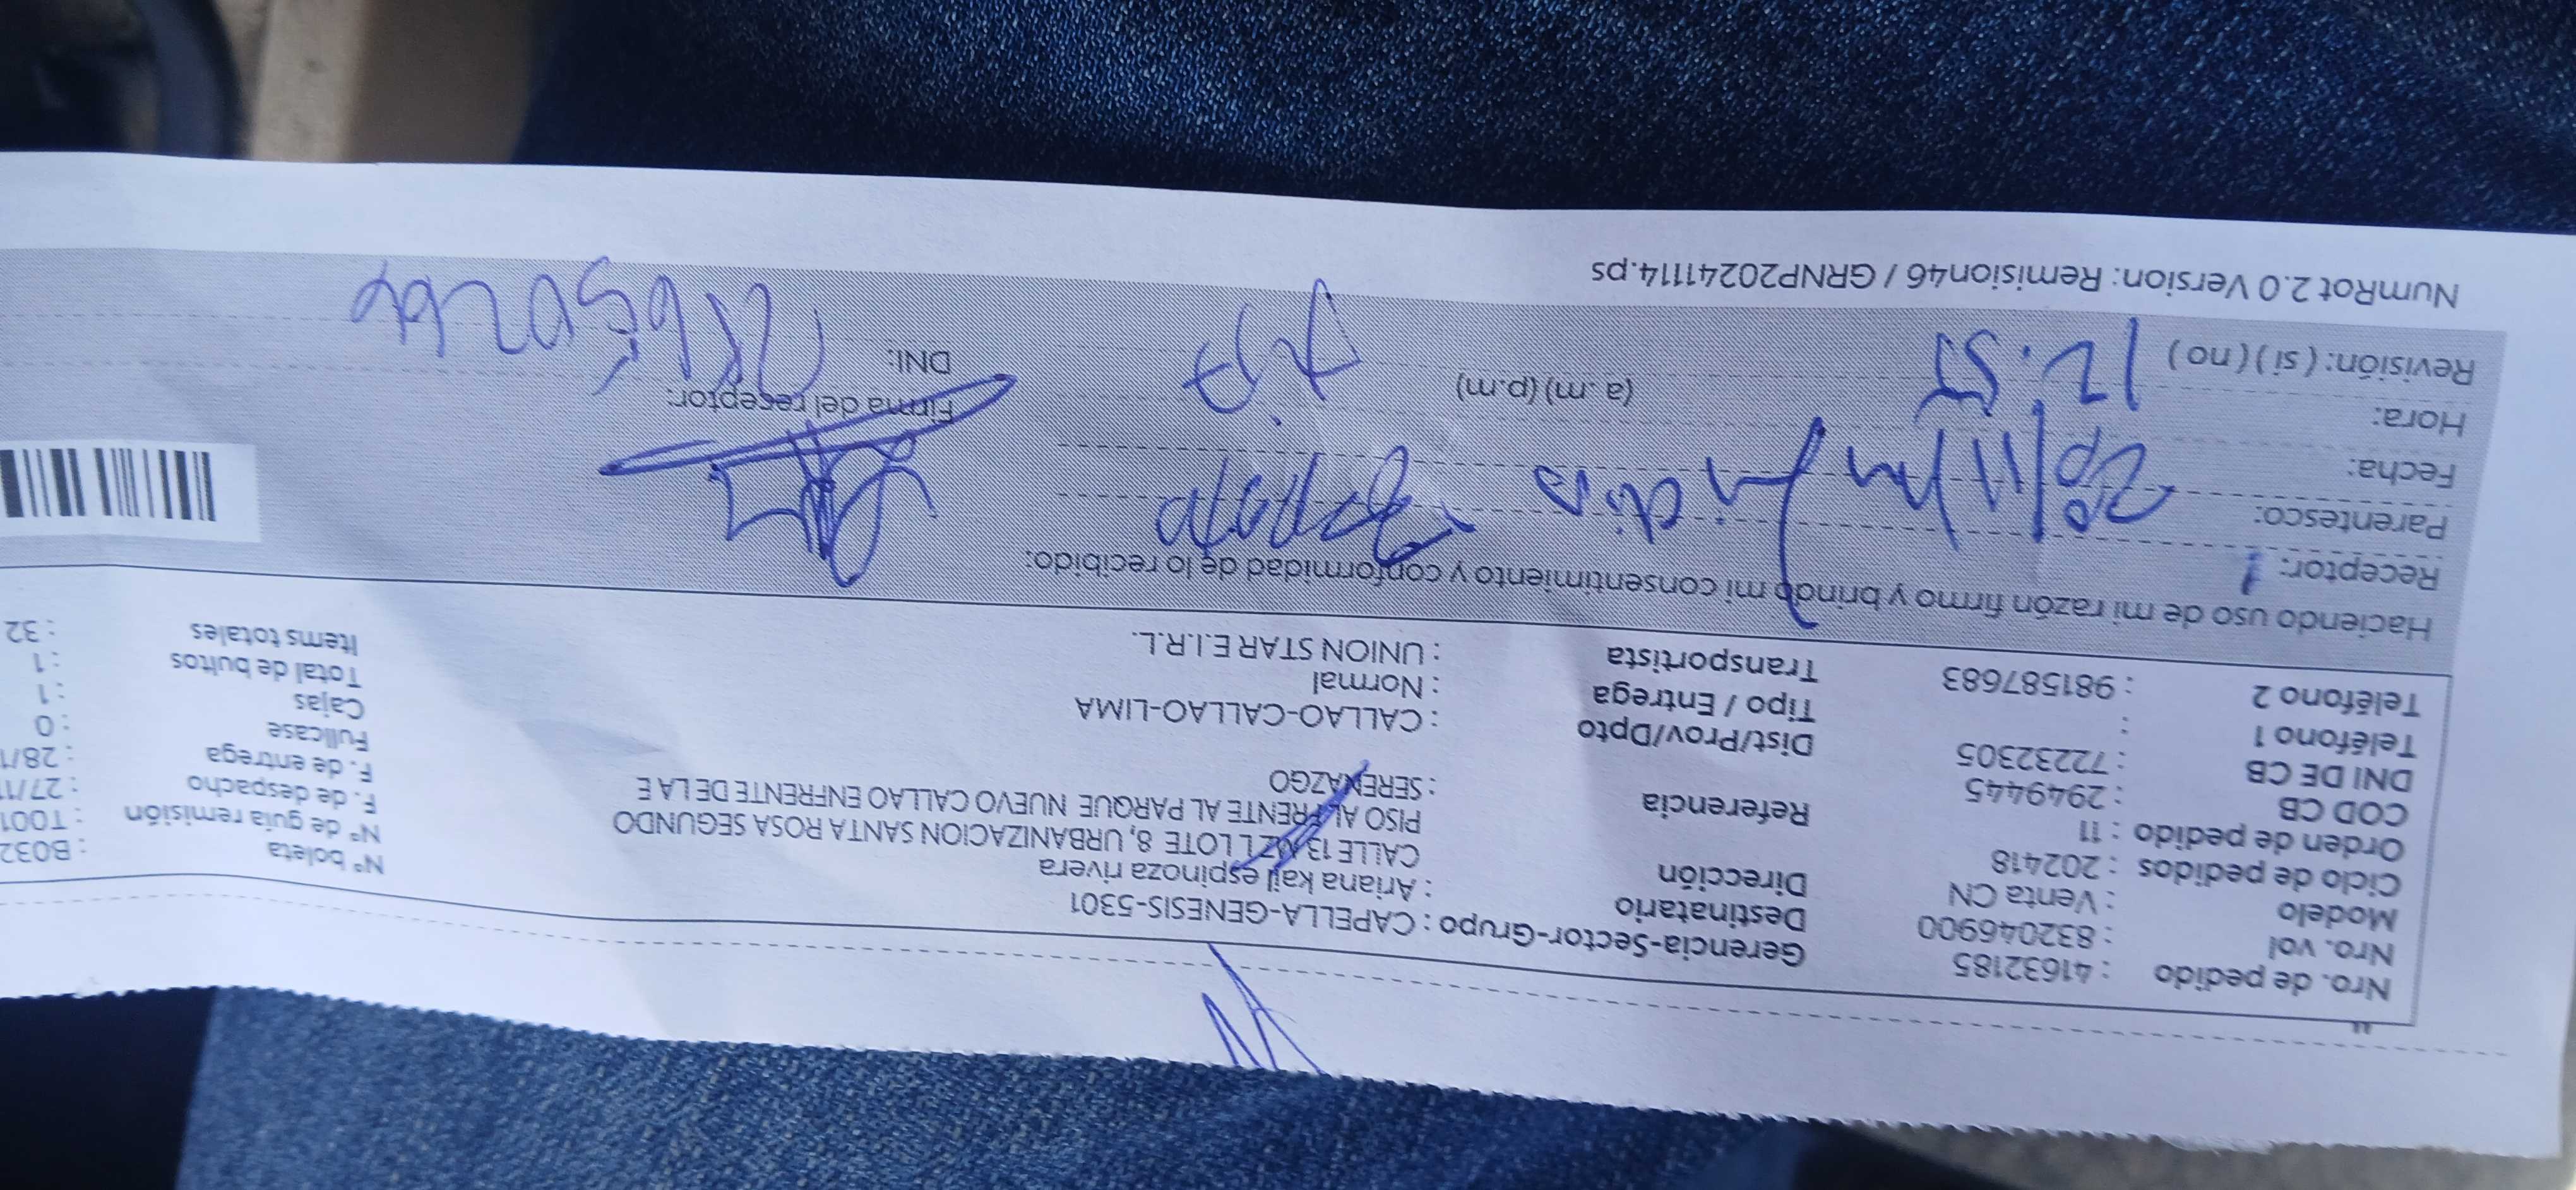 Nro. de pedido : 41632185
Nro. vol : 832046900
Modelo : Venta CN
Ciclo de pedidos : 202418
Orden de pedido : 11
COD CB : 2949445
DNI DE CB : 72232305
Teléfono 1 :
Teléfono 2 : 981587683
Gerencia-Sector-Grupo : CAPELLA-GENESIS-5301
Destinatario : Ariana kail espinoza rivera
Dirección CALLE 13 MZ L LOTE 8, URBANIZACION SANTA ROSA SEGUNDO
PISO AL FRENTE AL PARQUE NUEVO CALLAO ENFRENTE DE LA E
Referencia : SERENAZGO
Dist/Prov/Dpto : CALLAO-CALLAO-LIMA
Tipo / Entrega : Normal
Transportista : UNION STAR E.I.R.L.
Nº boleta : B032
Nº de guía remisión : T001
F. de despacho : 27/1
F. de entrega : 28/1
Fullcase : 0
Cajas : 1
Total de bultos : 1
Items totales : 32
Haciendo uso de mi razón firmo y brindo mi consentimiento y conformidad de lo recibido:
Receptor:
Parentesco:
Fecha:
Hora: 12:55 (a.m) (p.m)
Revisión: ( si ) ( no )
Firma del receptor:
DNI:
NumRot 2.0 Version: Remision46 / GRNP20241114.ps